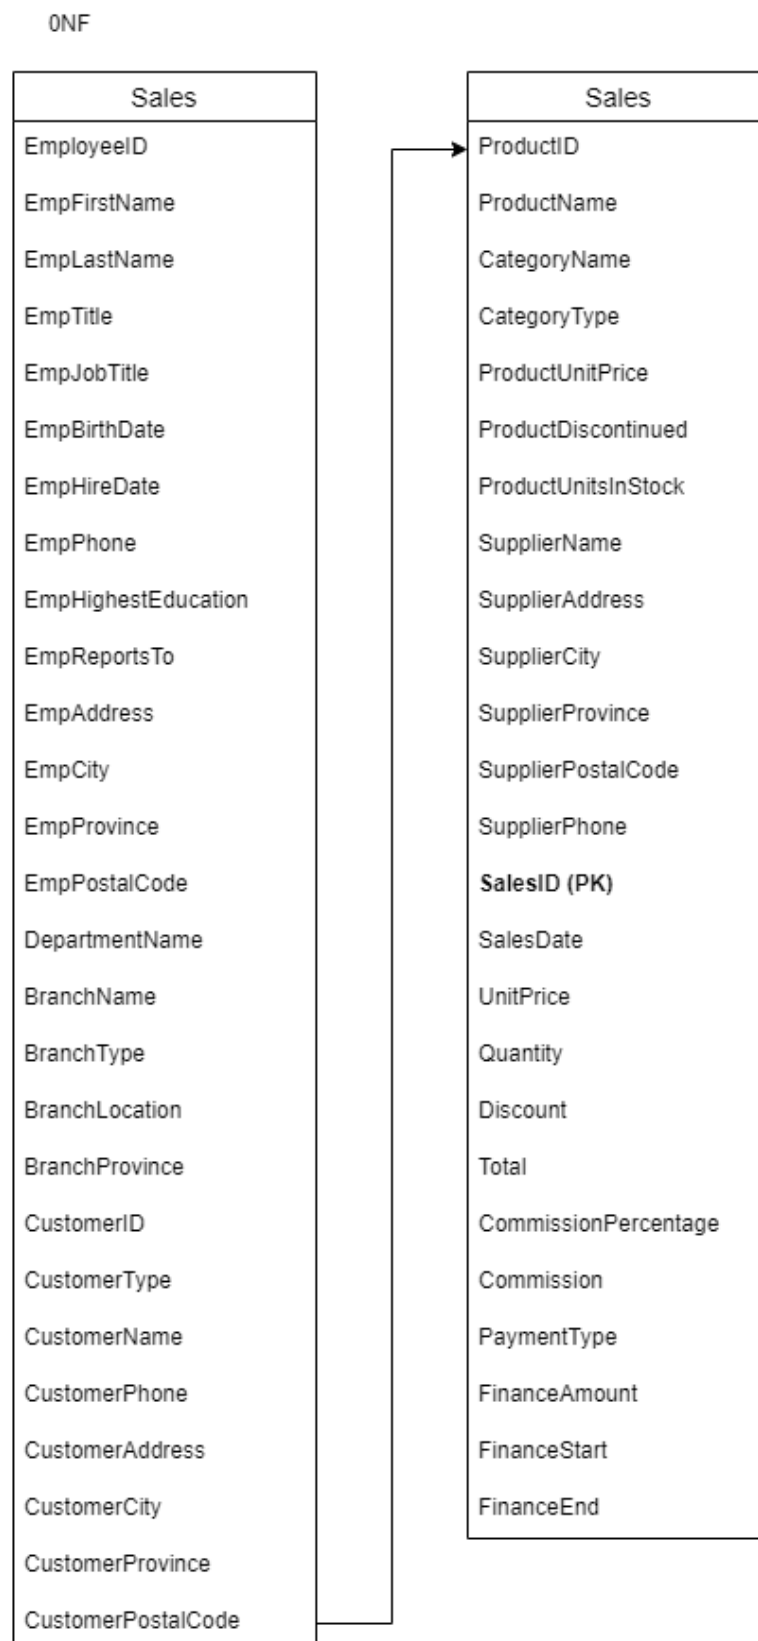 0NF
Sales
EmployeeID
EmpFirstName
EmpLastName
EmpTitle
EmpJobTitle
EmpBirthDate
EmpHireDate
EmpPhone
EmpHighestEducation
EmpReportsTo
EmpAddress
EmpCity
EmpProvince
EmpPostalCode
DepartmentName
BranchName
BranchType
BranchLocation
BranchProvince
CustomerID
CustomerType
CustomerName
CustomerPhone
CustomerAddress
CustomerCity
CustomerProvince
CustomerPostalCode
Sales
ProductID
ProductName
CategoryName
CategoryType
ProductUnitPrice
ProductDiscontinued
ProductUnitsInStock
SupplierName
SupplierAddress
SupplierCity
SupplierProvince
SupplierPostalCode
SupplierPhone
SalesID (PK)
SalesDate
UnitPrice
Quantity
Discount
Total
CommissionPercentage
Commission
PaymentType
FinanceAmount
FinanceStart
FinanceEnd